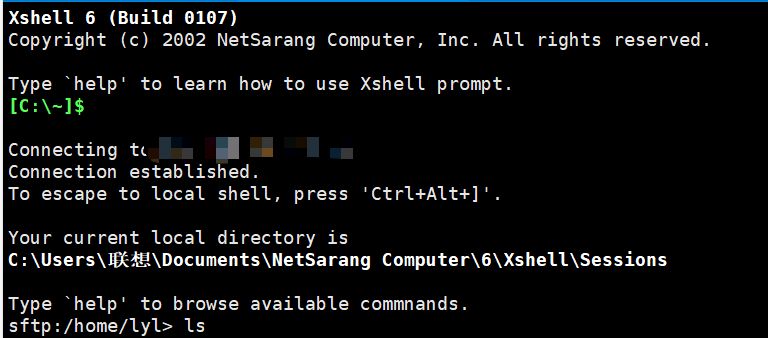 Xshell 6 (Build 0107)
Copyright (c) 2002 NetSarang Computer, Inc. All rights reserved.
Type `help' to learn how to use Xshell prompt.
[C:\~]$
Connecting to
Connection established.
To escape to local shell, press 'Ctrl+Alt+]'.
Your current local directory is
C:\Users\联想\Documents\NetSarang Computer\6\Xshell\Sessions
Type `help' to browse available commnands.
sftp:/home/lyl> ls